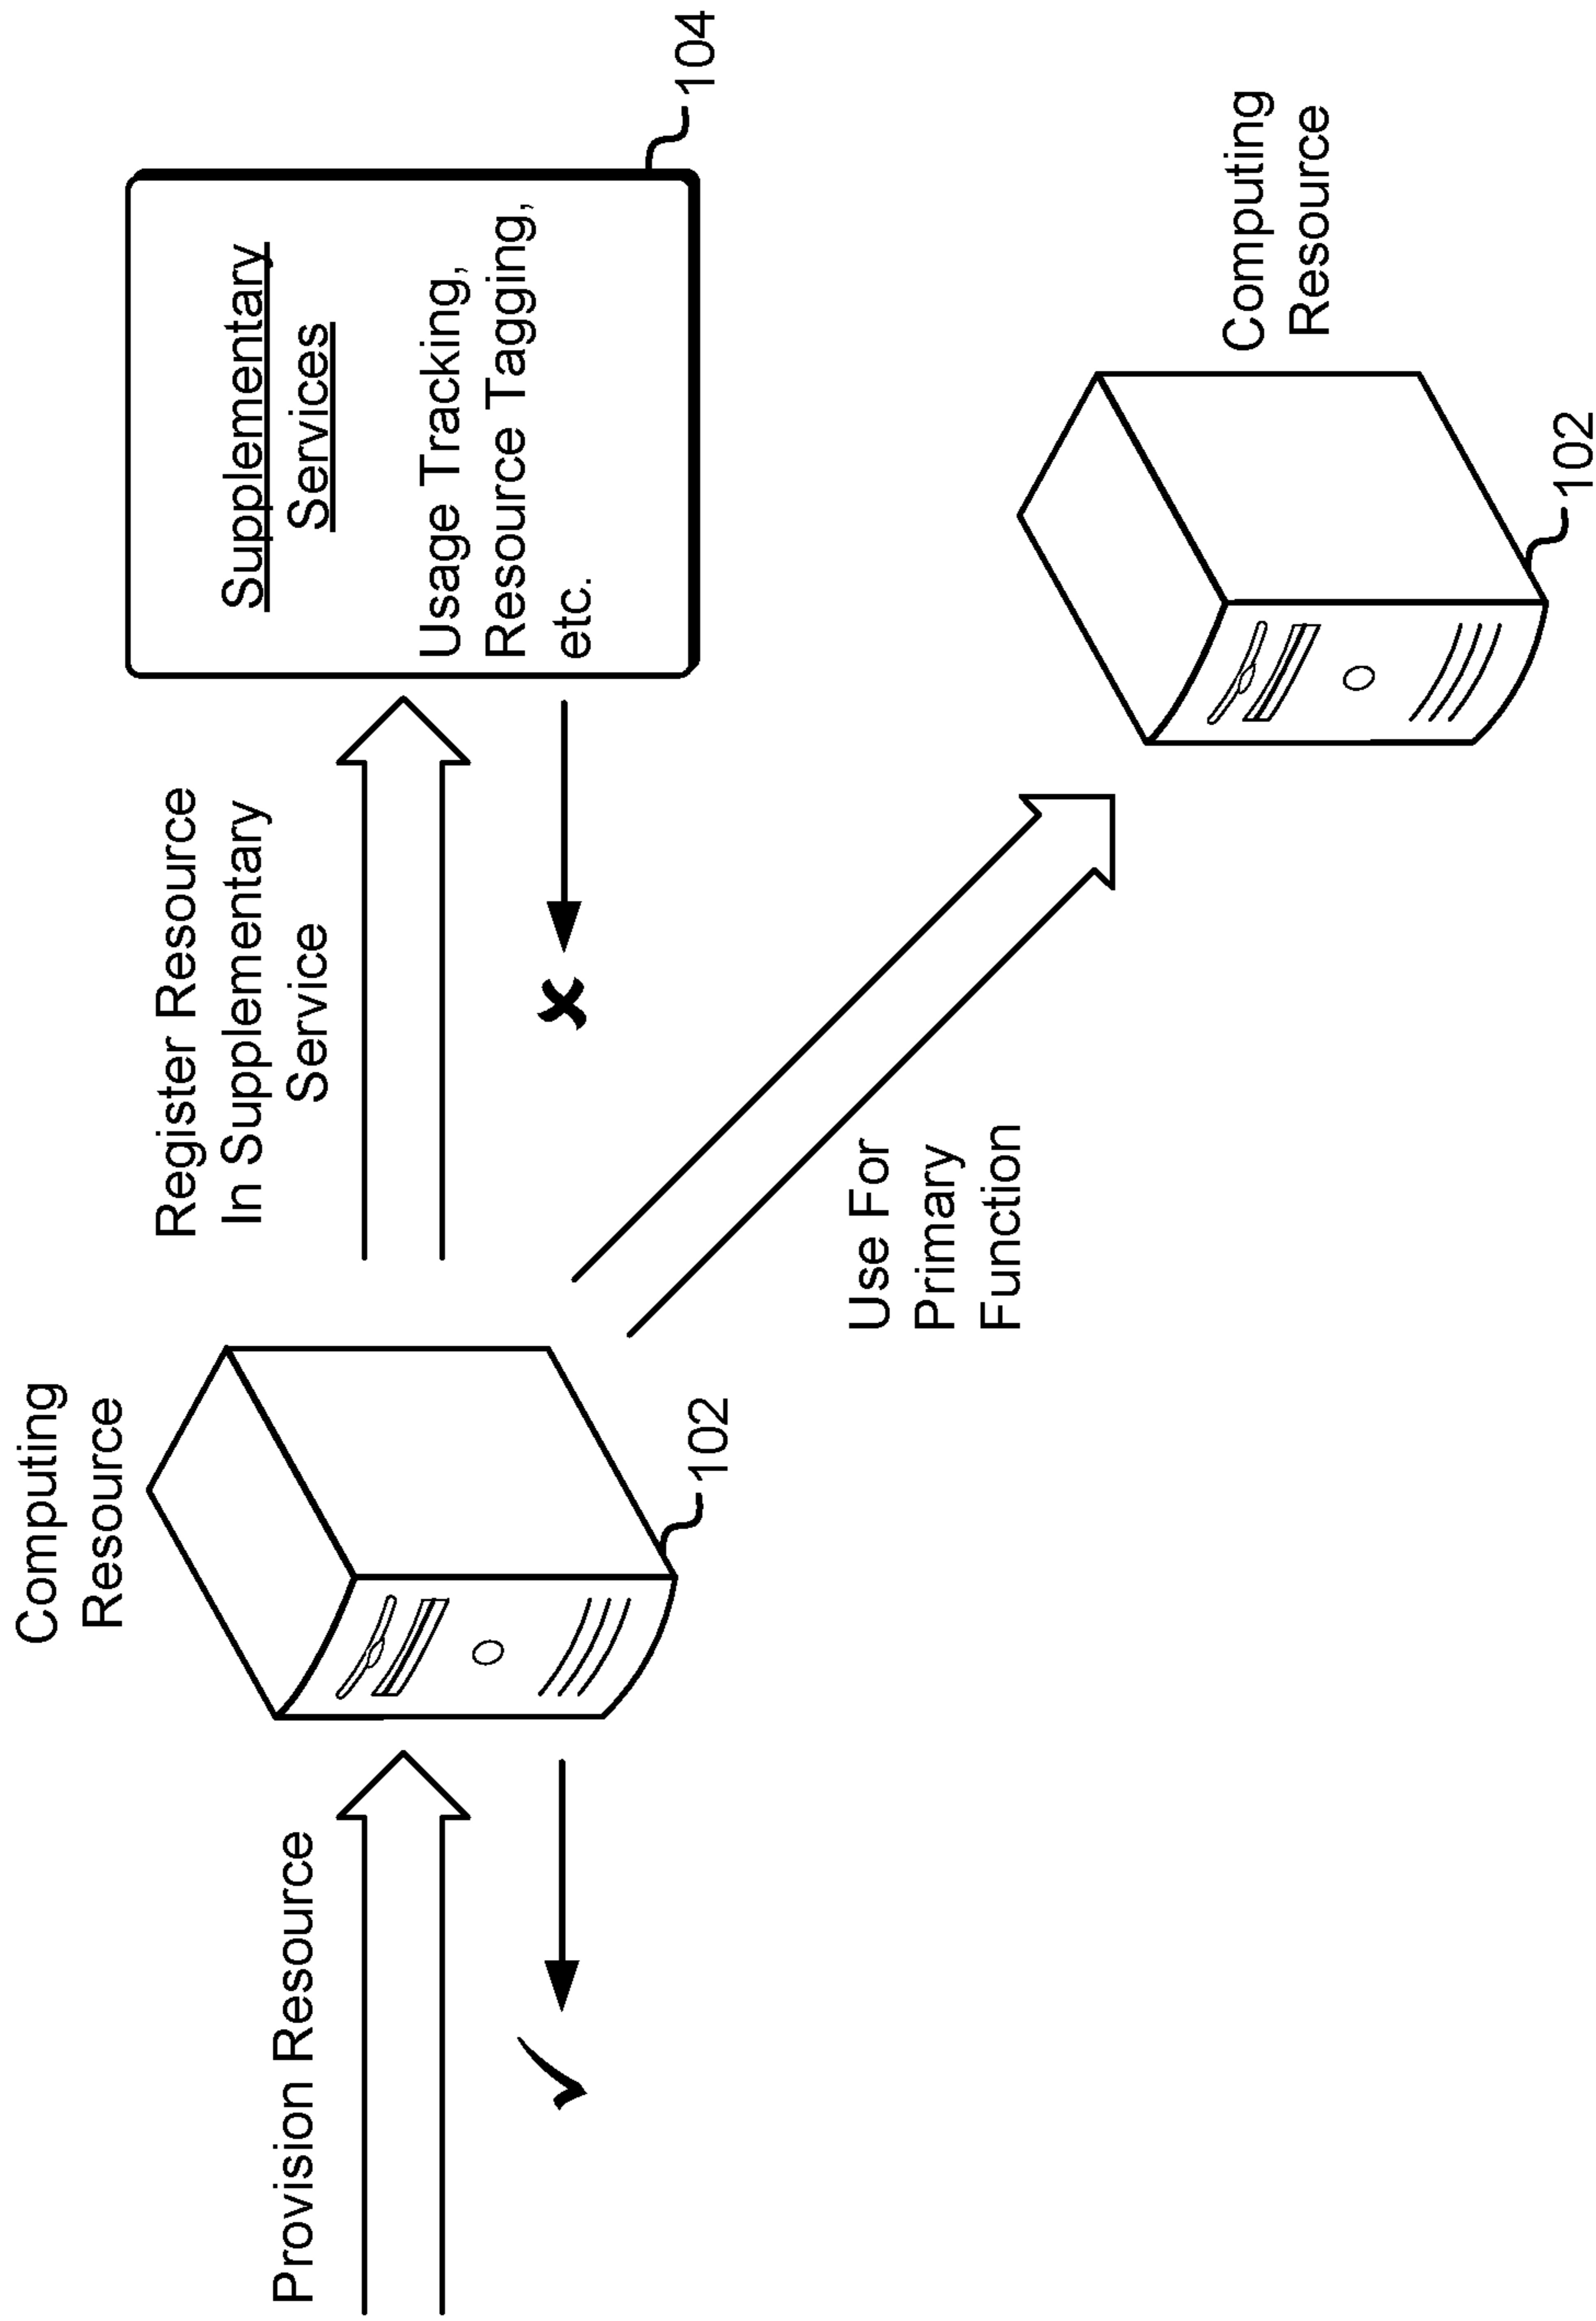 Provision Resource
Computing
Resource
102
Register Resource
In Supplementary
Service
Supplementary
Services
Usage Tracking,
Resource Tagging,
etc.
104
Use For
Primary
Function
Computing
Resource
102